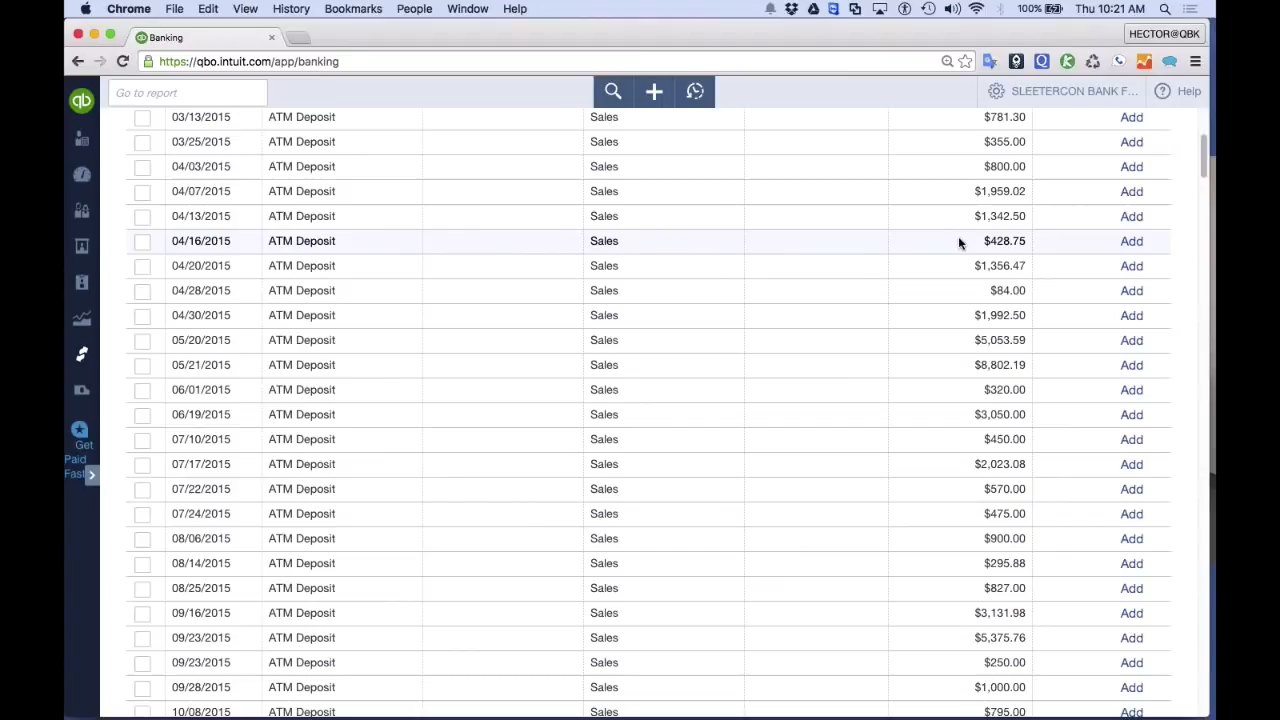 Chrome File Edit View History Bookmarks People Window Help 100% Thu 10:21 AM
Banking HECTOR@QBK
https://qbo.intuit.com/app/banking
qb Go to report SLEETERCON BANK F... Help
03/13/2015 ATM Deposit Sales $781.30 Add
03/25/2015 ATM Deposit Sales $355.00 Add
04/03/2015 ATM Deposit Sales $800.00 Add
04/07/2015 ATM Deposit Sales $1,959.02 Add
04/13/2015 ATM Deposit Sales $1,342.50 Add
04/16/2015 ATM Deposit Sales $428.75 Add
04/20/2015 ATM Deposit Sales $1,356.47 Add
04/28/2015 ATM Deposit Sales $84.00 Add
04/30/2015 ATM Deposit Sales $1,992.50 Add
05/20/2015 ATM Deposit Sales $5,053.59 Add
05/21/2015 ATM Deposit Sales $8,802.19 Add
06/01/2015 ATM Deposit Sales $320.00 Add
06/19/2015 ATM Deposit Sales $3,050.00 Add
07/10/2015 ATM Deposit Sales $450.00 Add
Get
Paid
Fast
07/17/2015 ATM Deposit Sales $2,023.08 Add
07/22/2015 ATM Deposit Sales $570.00 Add
07/24/2015 ATM Deposit Sales $475.00 Add
08/06/2015 ATM Deposit Sales $900.00 Add
08/14/2015 ATM Deposit Sales $295.88 Add
08/25/2015 ATM Deposit Sales $827.00 Add
09/16/2015 ATM Deposit Sales $3,131.98 Add
09/23/2015 ATM Deposit Sales $5,375.76 Add
09/23/2015 ATM Deposit Sales $250.00 Add
09/28/2015 ATM Deposit Sales $1,000.00 Add
10/08/2015 ATM Deposit Sales $795.00 Add